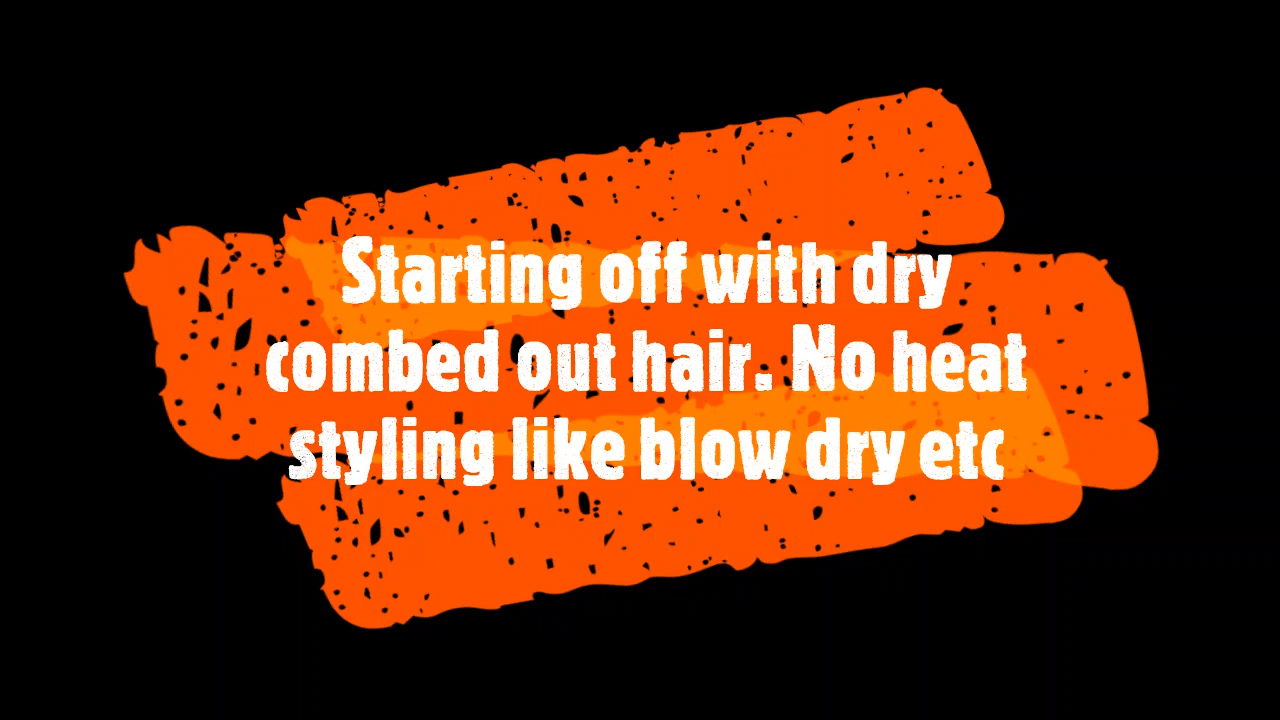 Starting off with dry
combed out hair. No heat
styling like blow dry etc